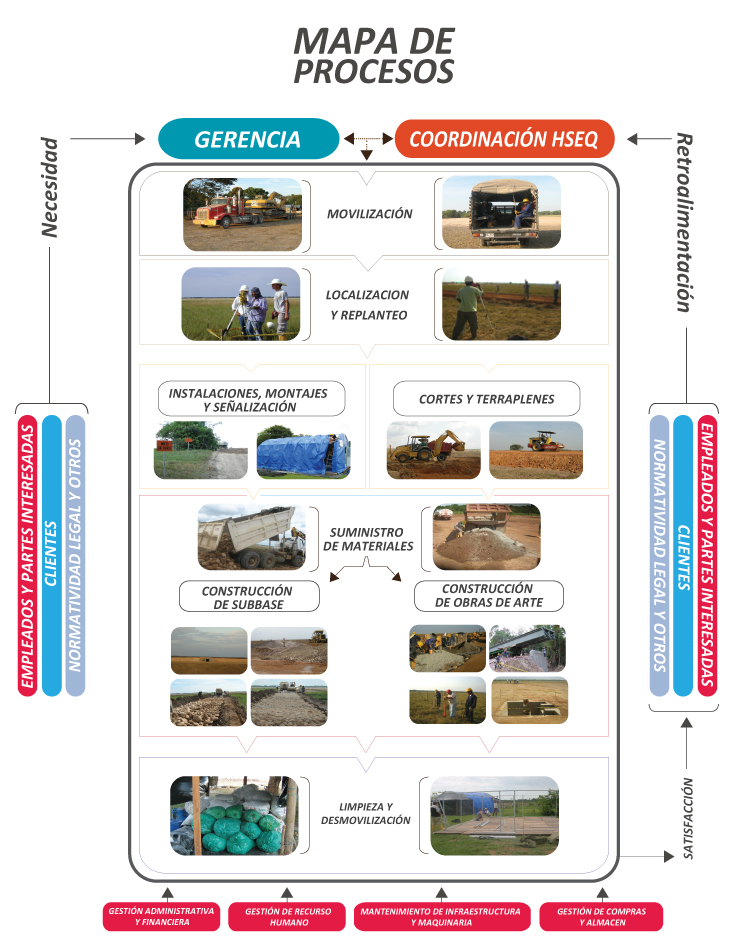 MAPA DE
PROCESOS
GERENCIA
COORDINACIÓN HSEQ
Necesidad
Retroalimentación
MOVILIZACIÓN
LOCALIZACION
Y REPLANTEO
INSTALACIONES, MONTAJES
Y SEÑALIZACIÓN
CORTES Y TERRAPLENES
EMPLEADOS Y PARTES INTERESADAS
CLIENTES
NORMATIVIDAD LEGAL Y OTROS
NORMATIVIDAD LEGAL Y OTROS
CLIENTES
EMPLEADOS Y PARTES INTERESADAS
SUMINISTRO
DE MATERIALES
CONSTRUCCIÓN
DE SUBBASE
CONSTRUCCIÓN
DE OBRAS DE ARTE
LIMPIEZA Y
DESMOVILIZACIÓN
SATISFACCIÓN
GESTIÓN ADMINISTRATIVA
Y FINANCIERA
GESTIÓN DE RECURSO
HUMANO
MANTENIMIENTO DE INFRAESTRUCTURA
Y MAQUINARIA
GESTIÓN DE COMPRAS
Y ALMACEN